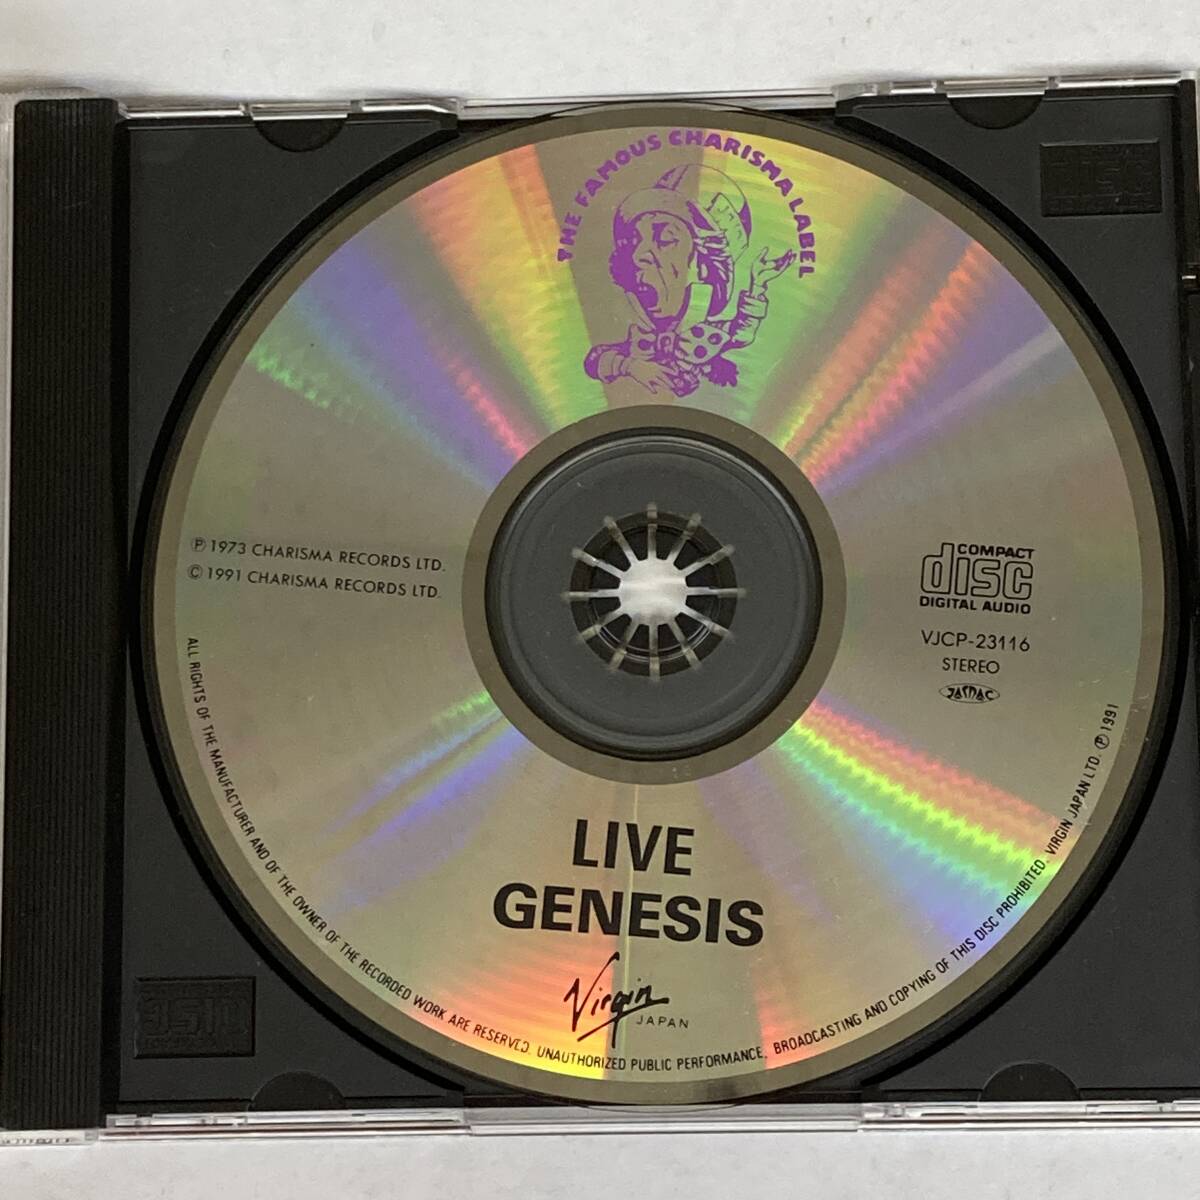 THE FAMOUS CHARISMA LABEL
Ⓟ 1973 CHARISMA RECORDS LTD.
© 1991 CHARISMA RECORDS LTD.
COMPACT
disc
DIGITAL AUDIO
VJCP-23116
STEREO
JASRAC
LIVE
GENESIS
Virgin
JAPAN
ALL RIGHTS OF THE MANUFACTURER AND OF THE OWNER OF THE RECORDED WORK ARE RESERVED. UNAUTHORIZED PUBLIC PERFORMANCE, BROADCASTING AND COPYING OF THIS DISC PROHIBITED. VIRGIN JAPAN LTD. Ⓟ 1991